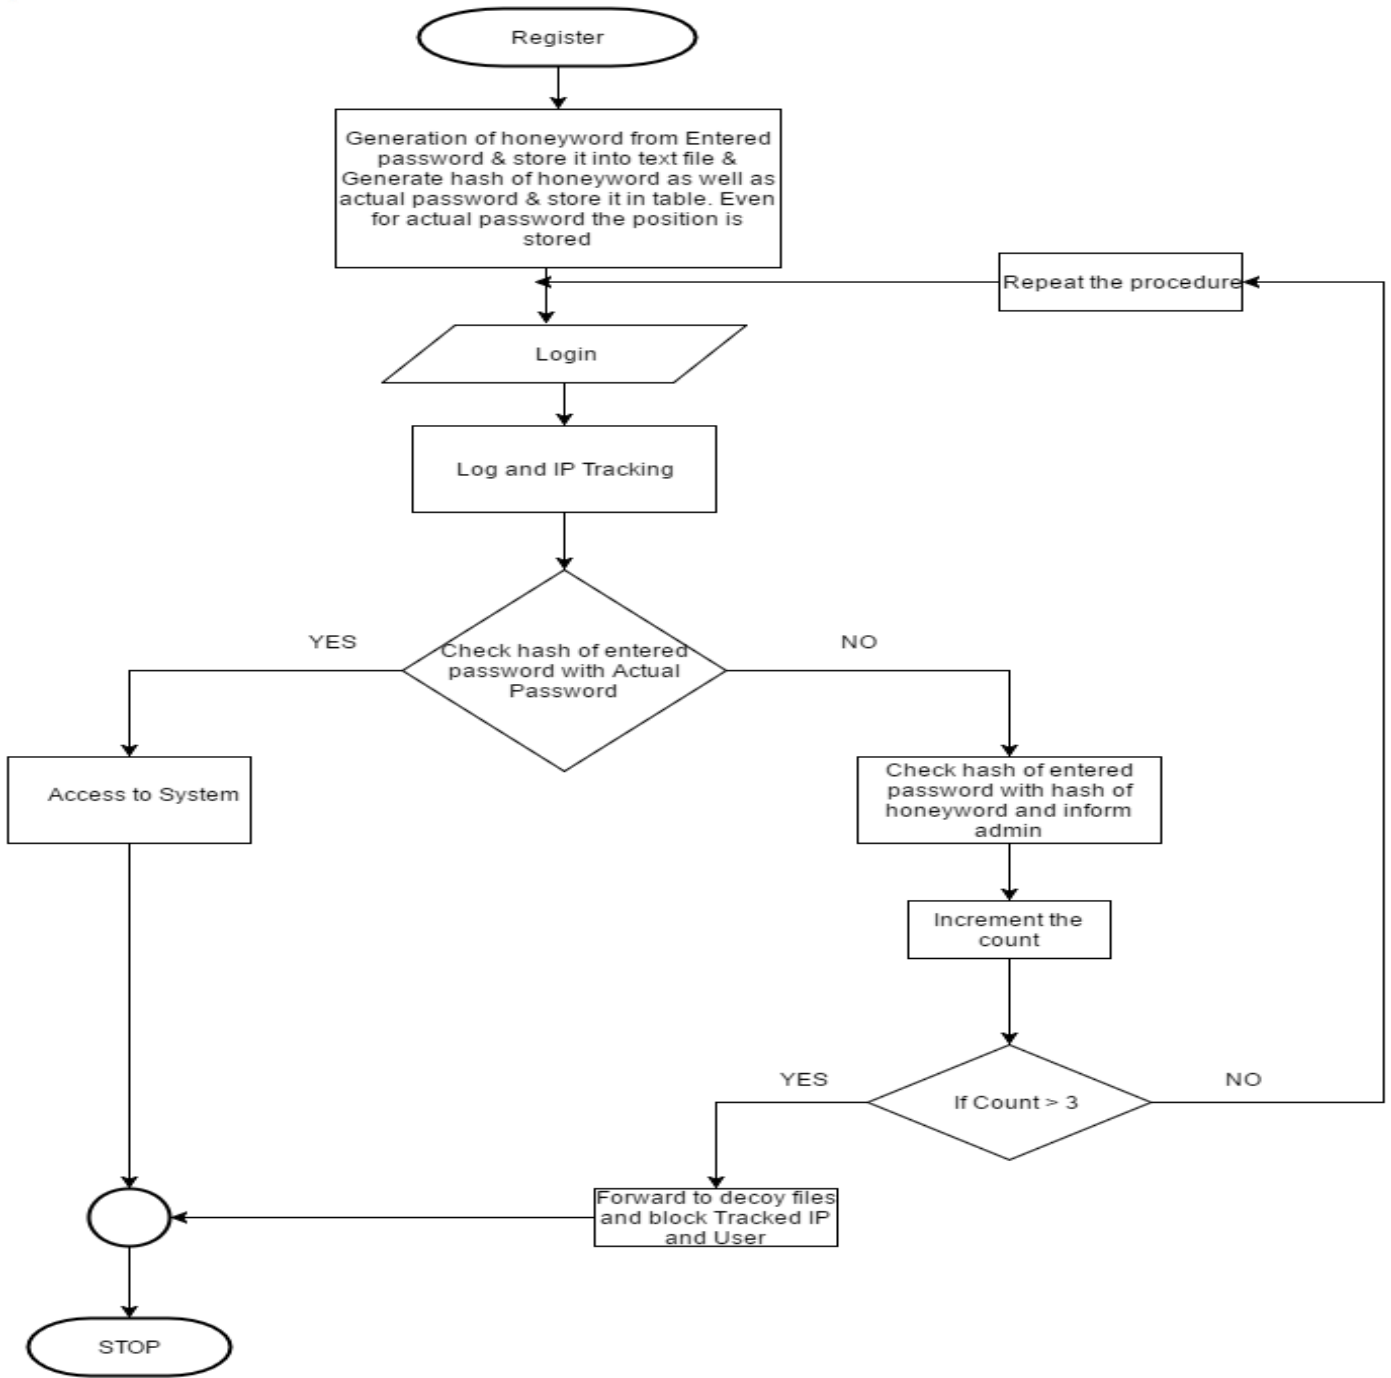 Register
Generation of honeyword from Entered
password & store it into text file &
Generate hash of honeyword as well as
actual password & store it in table. Even
for actual password the position is
stored
Repeat the procedure
Login
Log and IP Tracking
YES
NO
Check hash of entered
password with Actual
Password
Access to System
Check hash of entered
password with hash of
honeyword and inform
admin
Increment the
count
YES
NO
If Count > 3
Forward to decoy files
and block Tracked IP
and User
STOP